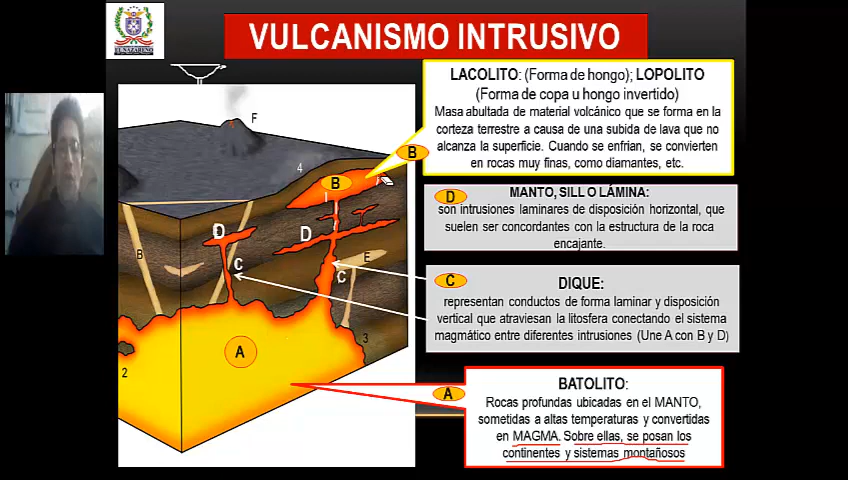 VULCANISMO INTRUSIVO
LACOLITO: (Forma de hongo); LOPOLITO
(Forma de copa u hongo invertido)
Masa abultada de material volcánico que se forma en la
corteza terrestre a causa de una subida de lava que no
alcanza la superficie. Cuando se enfrían, se convierten
en rocas muy finas, como diamantes, etc.
B
D
MANTO, SILL O LÁMINA:
son intrusiones laminares de disposición horizontal, que
suelen ser concordantes con la estructura de la roca
encajante.
C
DIQUE:
representan conductos de forma laminar y disposición
vertical que atraviesan la litosfera conectando el sistema
magmático entre diferentes intrusiones (Une A con B y D)
A
BATOLITO:
Rocas profundas ubicadas en el MANTO,
sometidas a altas temperaturas y convertidas
en MAGMA. Sobre ellas, se posan los
continentes y sistemas montañosos
F
4
B
D
D
B
C
C
E
A
3
2